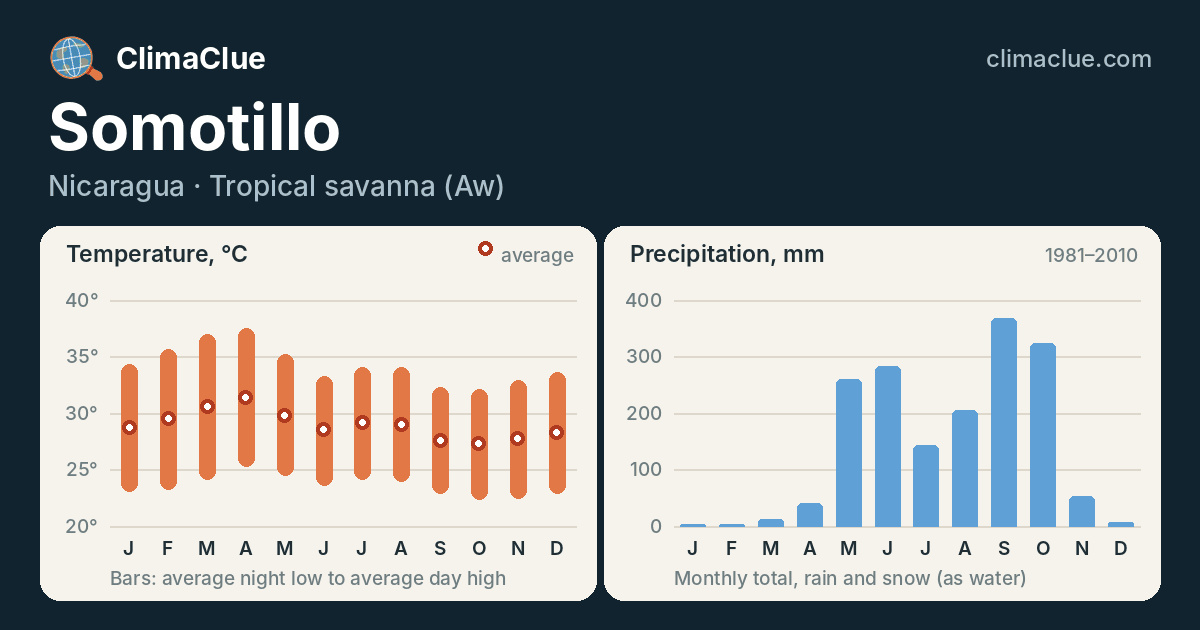 ClimaClue
climaclue.com
Somotillo
Nicaragua · Tropical savanna (Aw)
Temperature, °C
average
40°
35°
30°
25°
20°
J F M A M J J A S O N D
Bars: average night low to average day high
Precipitation, mm
1981–2010
400
300
200
100
0
J F M A M J J A S O N D
Monthly total, rain and snow (as water)